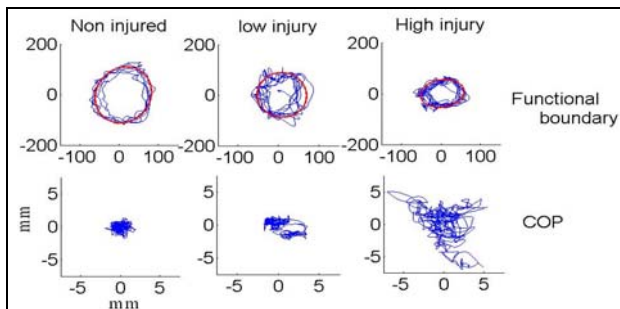 Non injured low injury High injury
200 200 200
0 0 0
-200 -200 -200
-100 0 100 -100 0 100 -100 0 100
Functional
boundary
5 5 5
mm 0 0 0
-5 -5 -5
-5 0 5 -5 0 5 -5 0 5
mm
COP